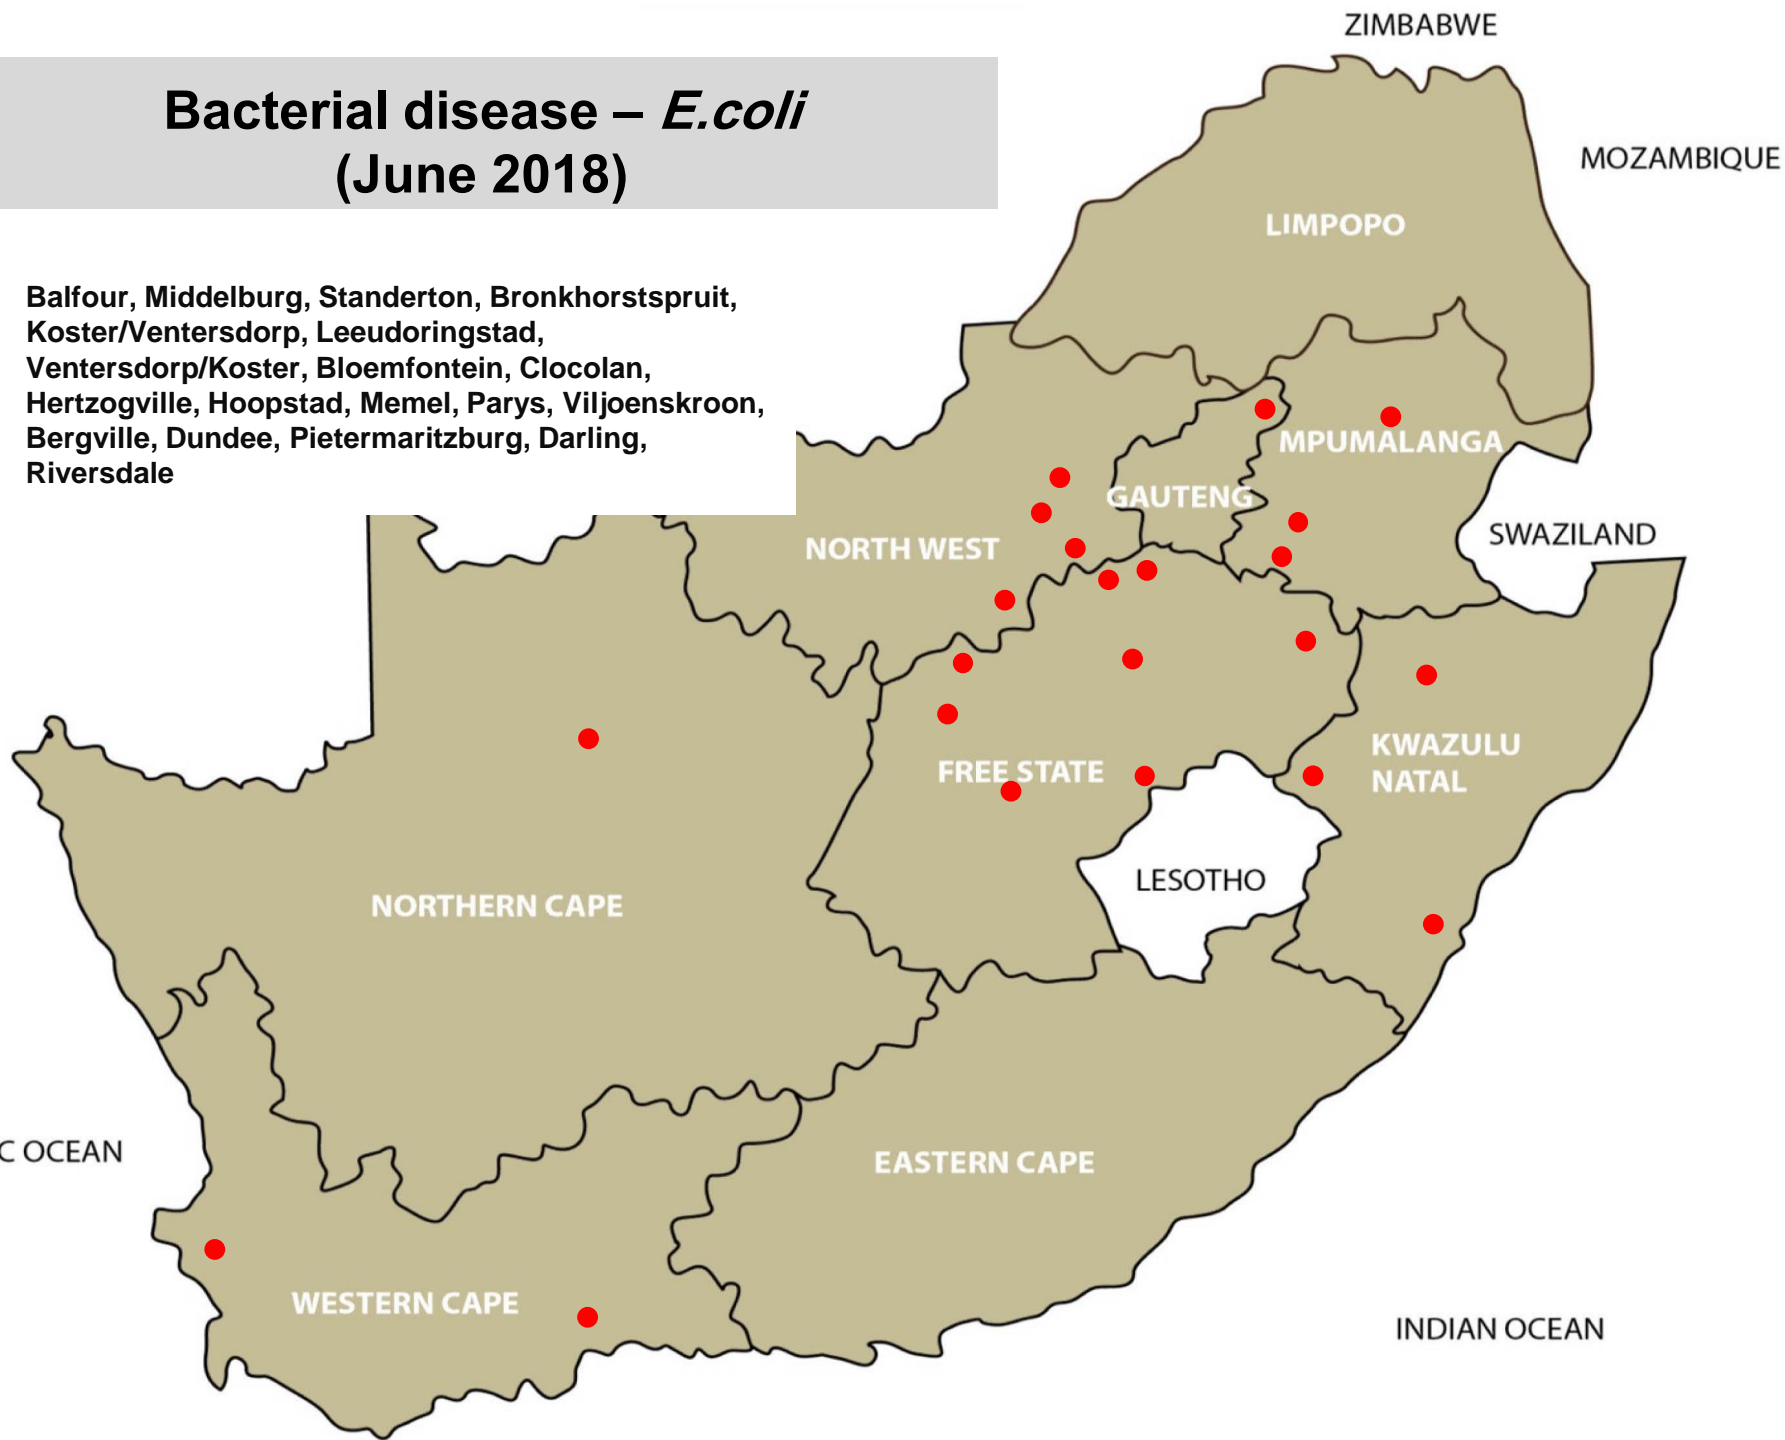 ZIMBABWE
Bacterial disease – E.coli
(June 2018)
MOZAMBIQUE
LIMPOPO
Balfour, Middelburg, Standerton, Bronkhorstspruit,
Koster/Ventersdorp, Leeudoringstad,
Ventersdorp/Koster, Bloemfontein, Clocolan,
Hertzogville, Hoopstad, Memel, Parys, Viljoenskroon,
Bergville, Dundee, Pietermaritzburg, Darling,
Riversdale
MPUMALANGA
GAUTENG
NORTH WEST
SWAZILAND
KWAZULU
NATAL
FREE STATE
LESOTHO
NORTHERN CAPE
C OCEAN
EASTERN CAPE
WESTERN CAPE
INDIAN OCEAN